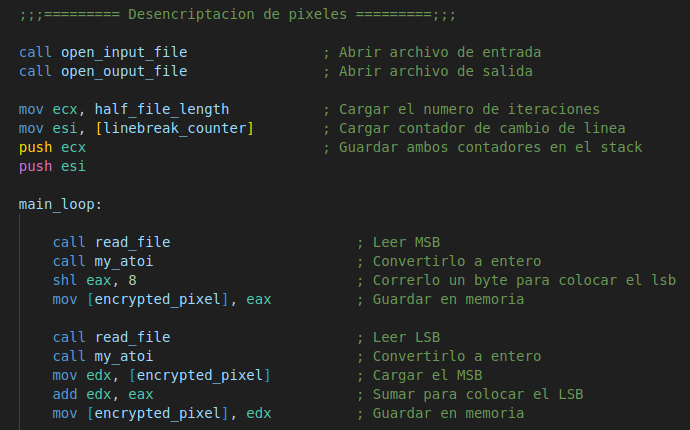 ;;;========= Desencriptacion de pixeles =========;;;
call open_input_file ; Abrir archivo de entrada
call open_ouput_file ; Abrir archivo de salida
mov ecx, half_file_length ; Cargar el numero de iteraciones
mov esi, [linebreak_counter] ; Cargar contador de cambio de linea
push ecx ; Guardar ambos contadores en el stack
push esi
main_loop:
call read_file ; Leer MSB
call my_atoi ; Convertirlo a entero
shl eax, 8 ; Correrlo un byte para colocar el lsb
mov [encrypted_pixel], eax ; Guardar en memoria
call read_file ; Leer LSB
call my_atoi ; Convertirlo a entero
mov edx, [encrypted_pixel] ; Cargar el MSB
add edx, eax ; Sumar para colocar el LSB
mov [encrypted_pixel], edx ; Guardar en memoria